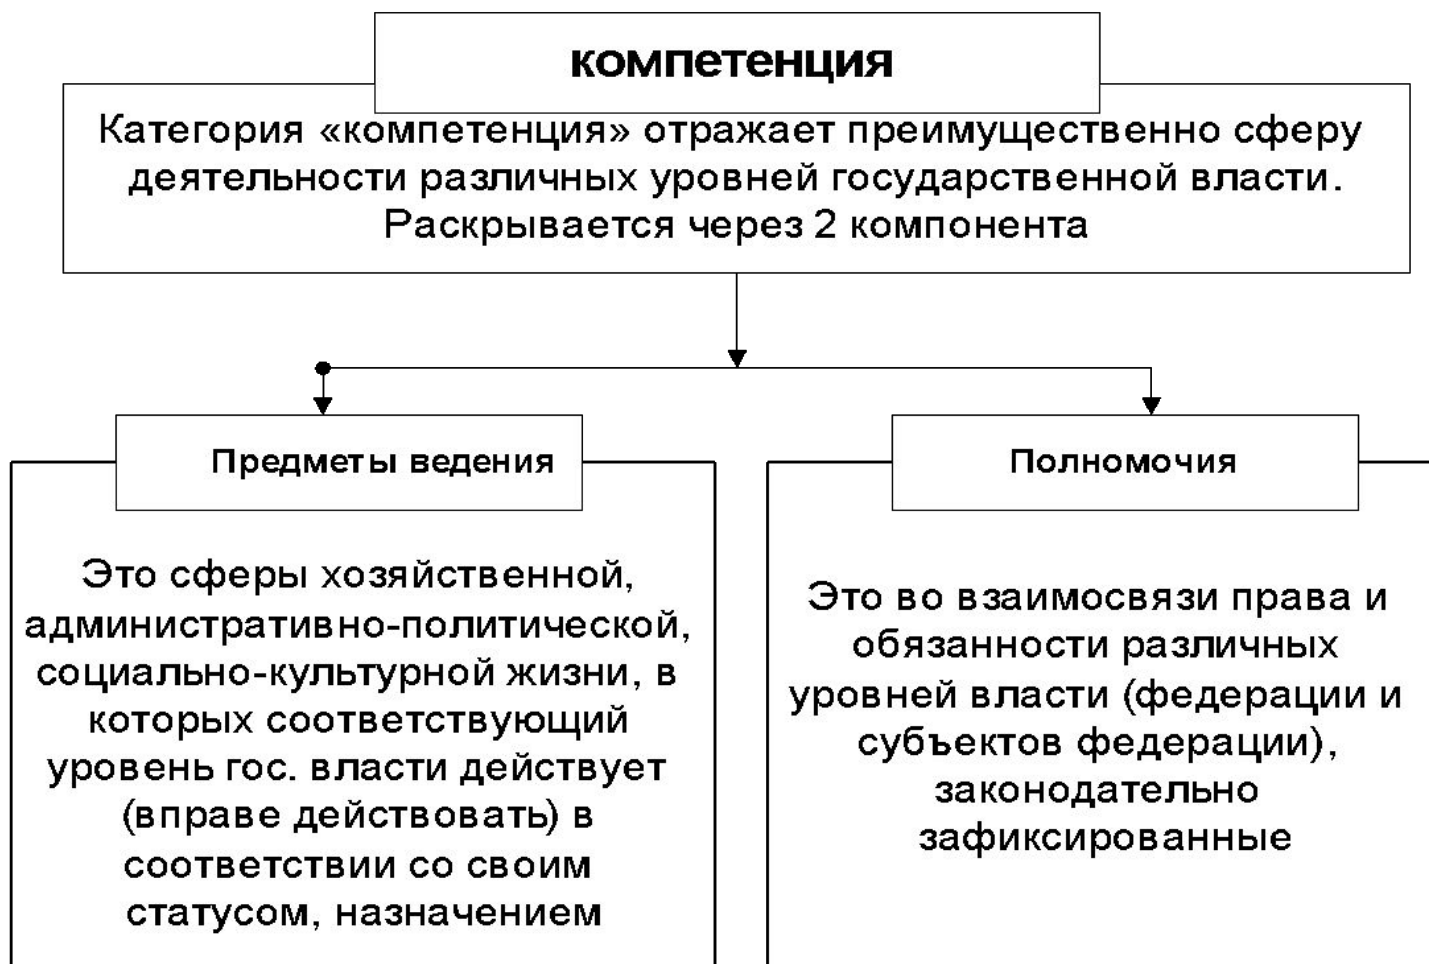 компетенция
Категория «компетенция» отражает преимущественно сферу
деятельности различных уровней государственной власти.
Раскрывается через 2 компонента
Предметы ведения
Это сферы хозяйственной,
административно-политической,
социально-культурной жизни, в
которых соответствующий
уровень гос. власти действует
(вправе действовать) в
соответствии со своим
статусом, назначением
Полномочия
Это во взаимосвязи права и
обязанности различных
уровней власти (федерации и
субъектов федерации),
законодательно
зафиксированные